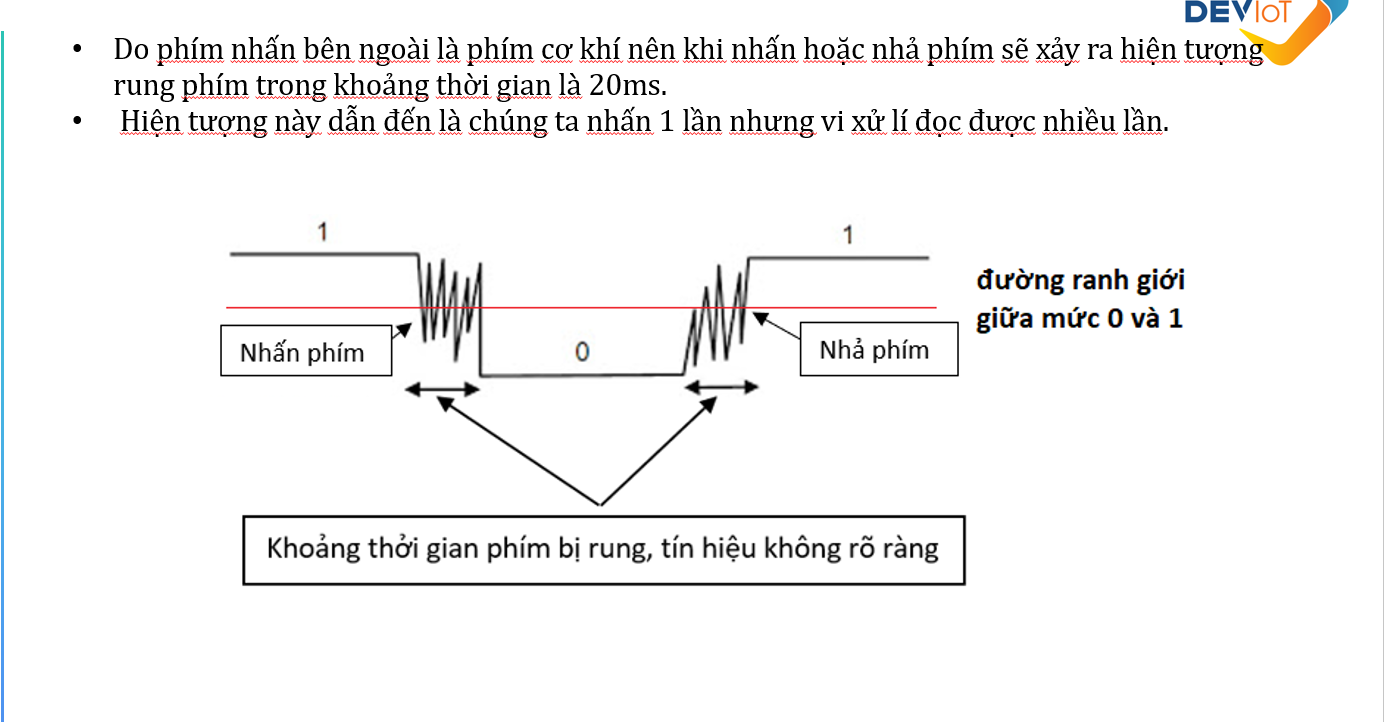 DEVIoT
• Do phím nhấn bên ngoài là phím cơ khí nên khi nhấn hoặc nhả phím sẽ xảy ra hiện tượng
rung phím trong khoảng thời gian là 20ms.
• Hiện tượng này dẫn đến là chúng ta nhấn 1 lần nhưng vi xử lí đọc được nhiều lần.
1
1
đường ranh giới
giữa mức 0 và 1
Nhấn phím
0
Nhả phím
Khoảng thời gian phím bị rung, tín hiệu không rõ ràng